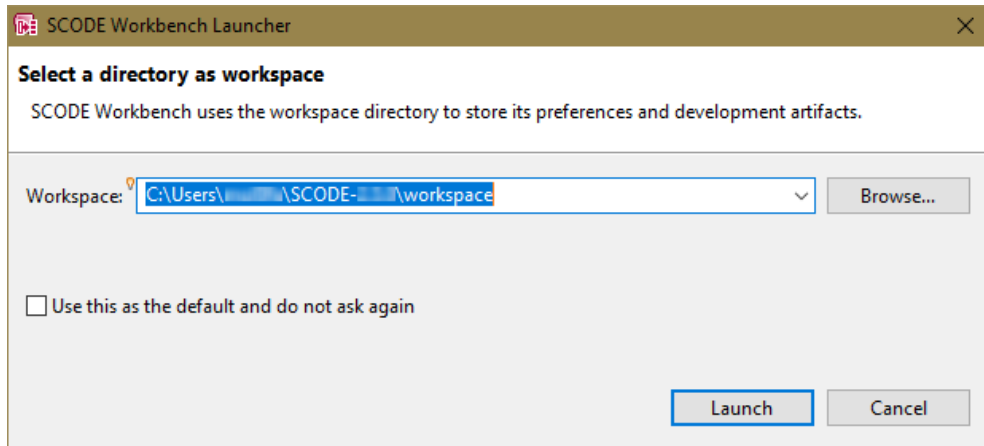 SCODE Workbench Launcher
Select a directory as workspace
SCODE Workbench uses the workspace directory to store its preferences and development artifacts.
Workspace: C:\Users\ \SCODE- \workspace Browse...
Use this as the default and do not ask again
Launch Cancel